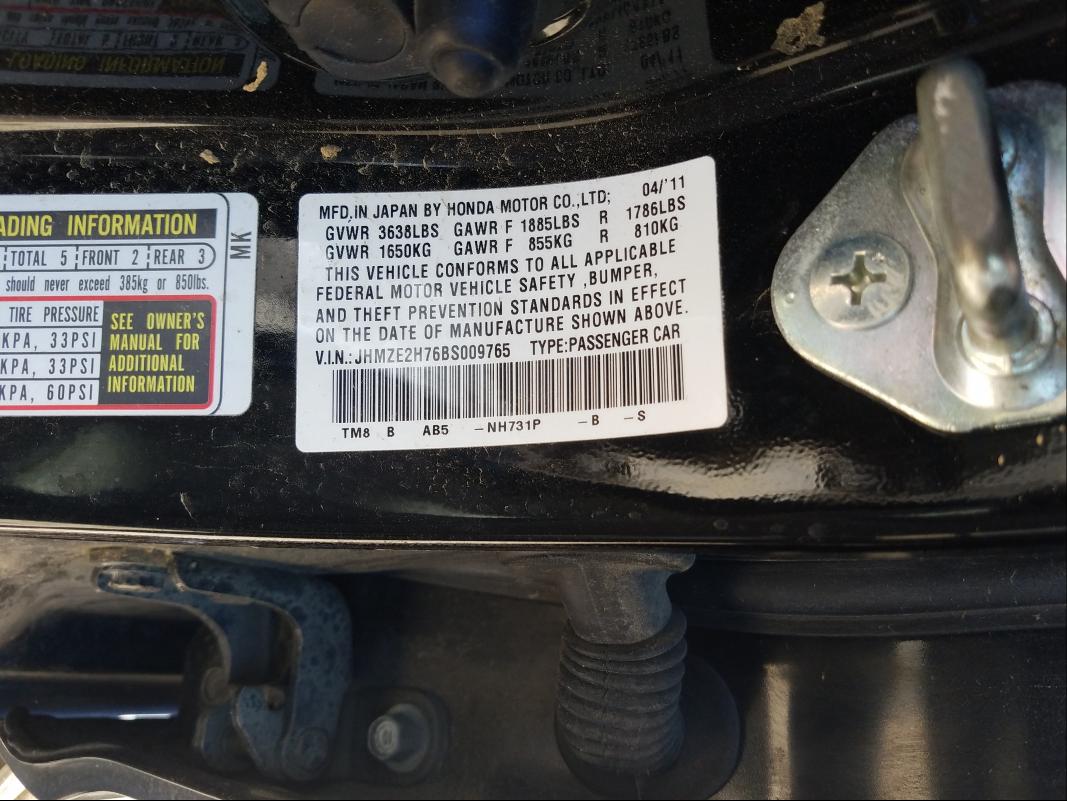 ADING INFORMATION
TOTAL 5 FRONT 2 REAR 3
should never exceed 385kg or 850lbs.
TIRE PRESSURE
KPA, 33PSI
KPA, 33PSI
KPA, 60PSI
SEE OWNER'S
MANUAL FOR
ADDITIONAL
INFORMATION
MK
MFD,IN JAPAN BY HONDA MOTOR CO.,LTD; 04/'11
GVWR 3638LBS GAWR F 1885LBS R 1786LBS
GVWR 1650KG GAWR F 855KG R 810KG
THIS VEHICLE CONFORMS TO ALL APPLICABLE
FEDERAL MOTOR VEHICLE SAFETY ,BUMPER,
AND THEFT PREVENTION STANDARDS IN EFFECT
ON THE DATE OF MANUFACTURE SHOWN ABOVE.
V.I.N.:JHMZE2H76BS009765 TYPE:PASSENGER CAR
TM8 B AB5 -NH731P -B -S